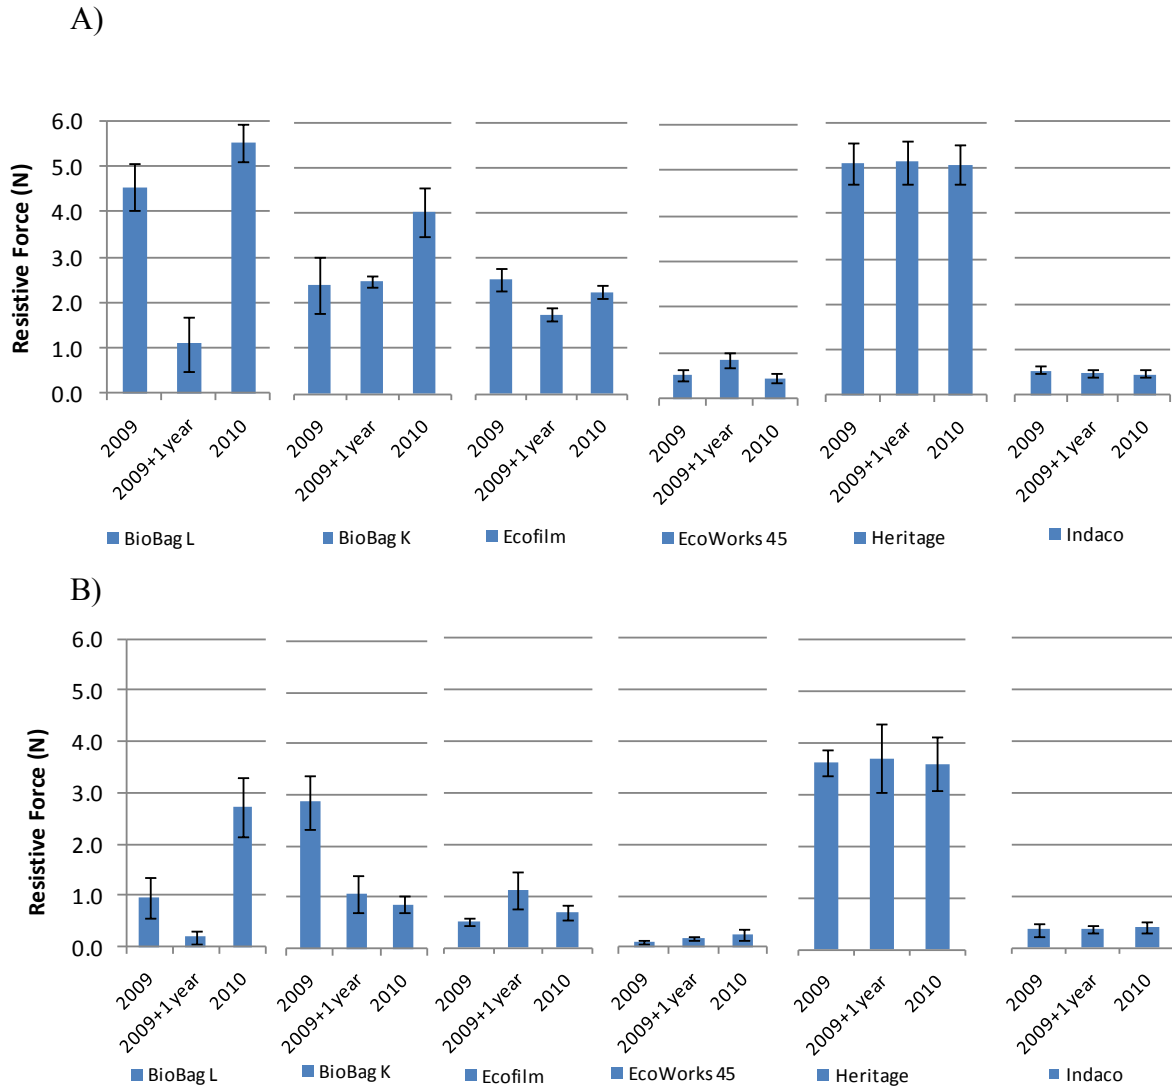 A)
Resistive Force (N)
6.0
5.0
4.0
3.0
2.0
1.0
0.0
2009 2009+1 year 2010 2009 2009+1 year 2010 2009 2009+1 year 2010 2009 2009+1 year 2010 2009 2009+1 year 2010 2009 2009+1 year 2010
BioBag L BioBag K Ecofilm EcoWorks 45 Heritage Indaco
B)
Resistive Force (N)
6.0
5.0
4.0
3.0
2.0
1.0
0.0
2009 2009+1 year 2010 2009 2009+1 year 2010 2009 2009+1 year 2010 2009 2009+1 year 2010 2009 2009+1 year 2010 2009 2009+1 year 2010
BioBag L BioBag K Ecofilm EcoWorks 45 Heritage Indaco